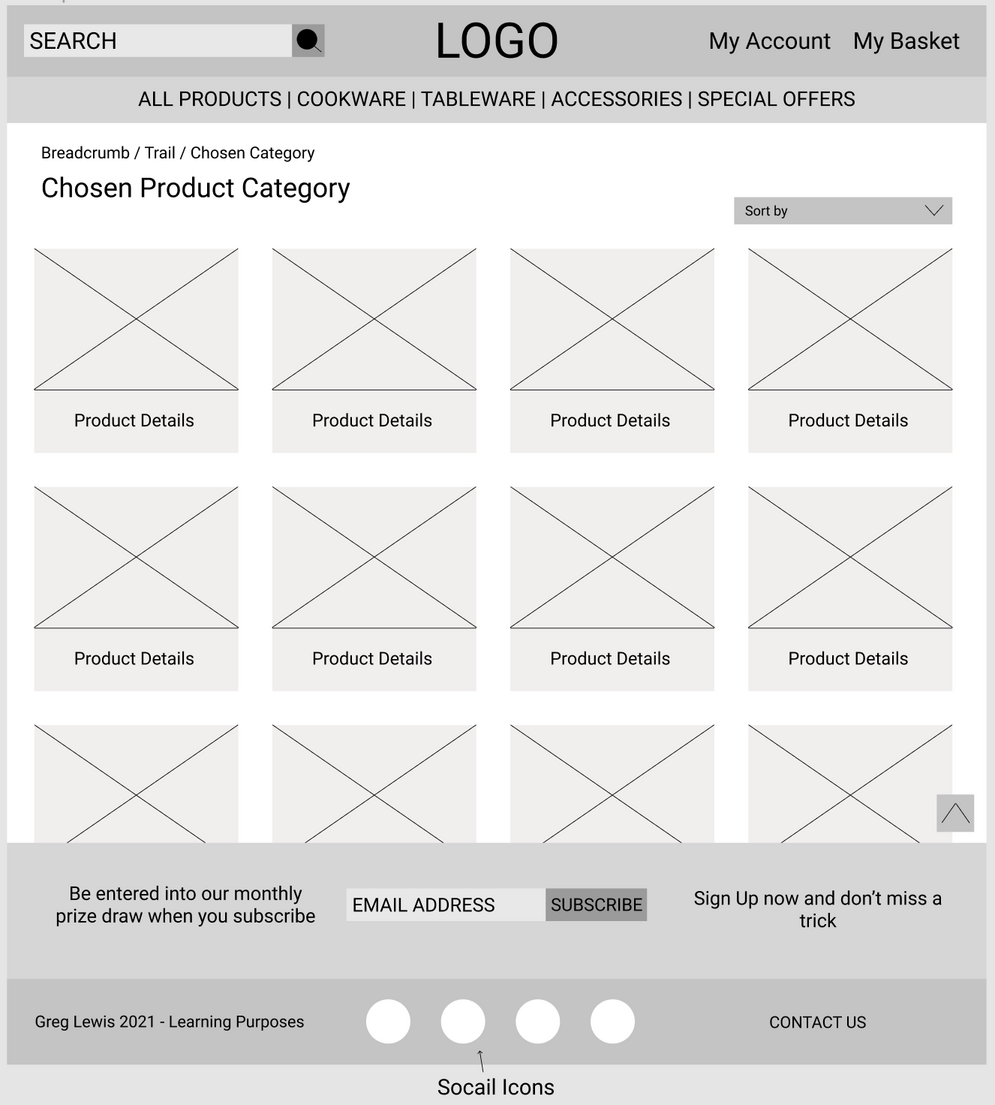 SEARCH
LOGO
My Account
My Basket
ALL PRODUCTS | COOKWARE | TABLEWARE | ACCESSORIES | SPECIAL OFFERS
Breadcrumb / Trail / Chosen Category
Chosen Product Category
Sort by
Product Details
Product Details
Product Details
Product Details
Product Details
Product Details
Product Details
Product Details
Be entered into our monthly
prize draw when you subscribe
EMAIL ADDRESS
SUBSCRIBE
Sign Up now and don’t miss a
trick
Greg Lewis 2021 - Learning Purposes
CONTACT US
Socail Icons